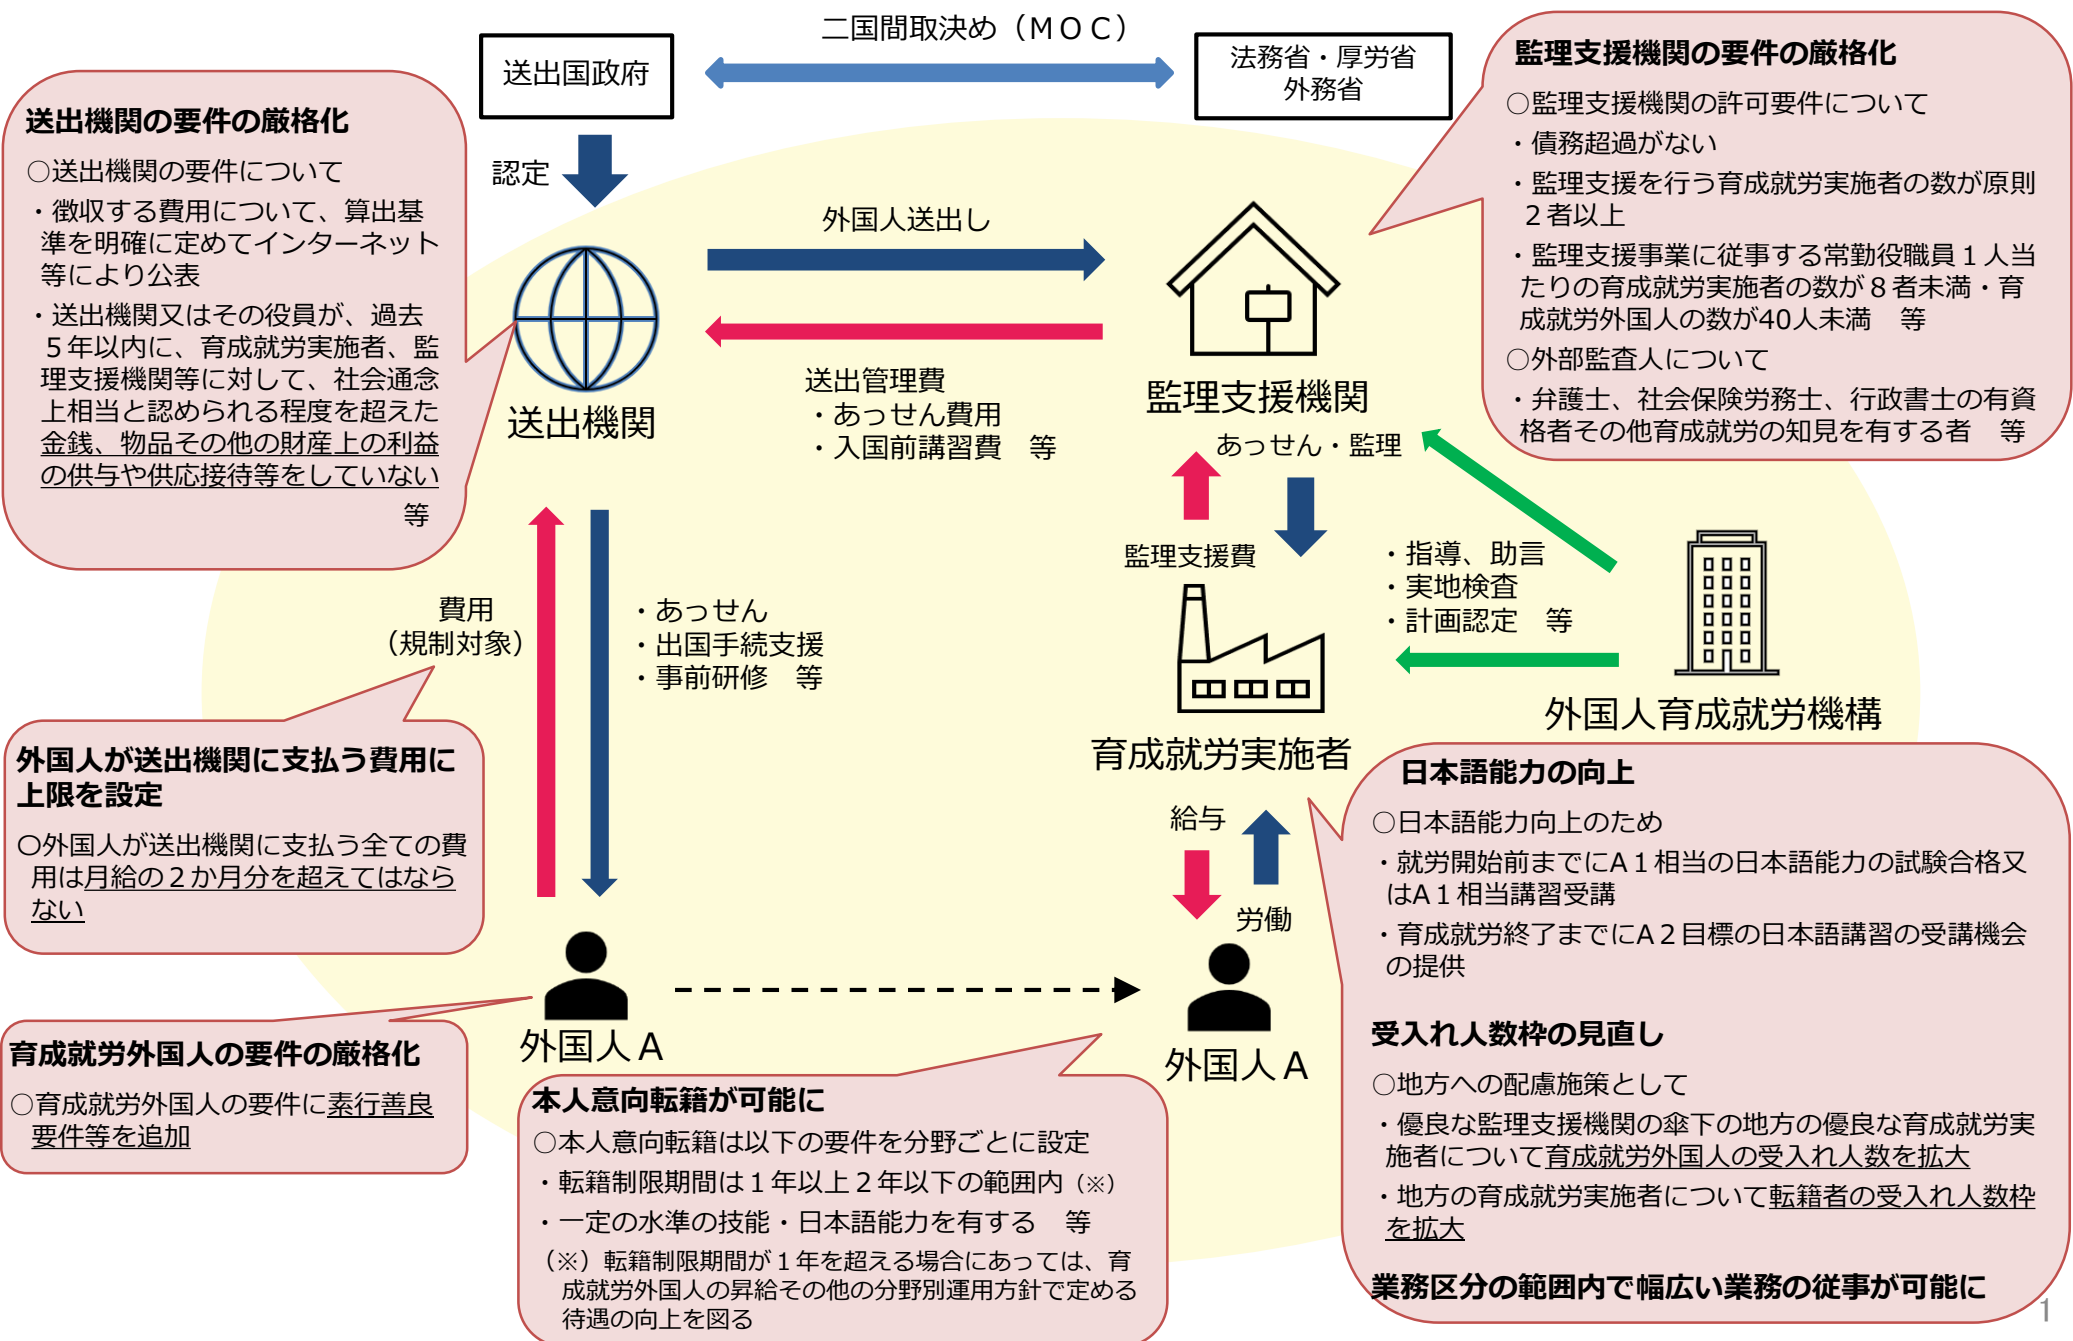 二国間取決め（ＭＯＣ）
送出国政府
法務省・厚労省
外務省
認定
送出機関の要件の厳格化
○送出機関の要件について
・徴収する費用について、算出基
準を明確に定めてインターネット
等により公表
・送出機関又はその役員が、過去
５年以内に、育成就労実施者、監
理支援機関等に対して、社会通念
上相当と認められる程度を超えた
金銭、物品その他の財産上の利益
の供与や供応接待等をしていない
等
監理支援機関の要件の厳格化
○監理支援機関の許可要件について
・債務超過がない
・監理支援を行う育成就労実施者の数が原則
２者以上
・監理支援事業に従事する常勤役職員１人当
たりの育成就労実施者の数が８者未満・育
成就労外国人の数が40人未満　等
○外部監査人について
・弁護士、社会保険労務士、行政書士の有資
格者その他育成就労の知見を有する者　等
外国人送出し
送出機関
送出管理費
・あっせん費用
・入国前講習費　等
監理支援機関
あっせん・監理
監理支援費
・指導、助言
・実地検査
・計画認定　等
外国人育成就労機構
育成就労実施者
費用
（規制対象）
・あっせん
・出国手続支援
・事前研修　等
外国人が送出機関に支払う費用に
上限を設定
○外国人が送出機関に支払う全ての費
用は月給の２か月分を超えてはなら
ない
給与
労働
外国人Ａ
外国人Ａ
育成就労外国人の要件の厳格化
○育成就労外国人の要件に素行善良
要件等を追加
本人意向転籍が可能に
○本人意向転籍は以下の要件を分野ごとに設定
・転籍制限期間は１年以上２年以下の範囲内（※）
・一定の水準の技能・日本語能力を有する　等
（※）転籍制限期間が１年を超える場合にあっては、育
成就労外国人の昇給その他の分野別運用方針で定める
待遇の向上を図る
日本語能力の向上
○日本語能力向上のため
・就労開始前までにA１相当の日本語能力の試験合格又
はA１相当講習受講
・育成就労終了までにA２目標の日本語講習の受講機会
の提供
受入れ人数枠の見直し
○地方への配慮施策として
・優良な監理支援機関の傘下の地方の優良な育成就労実
施者について育成就労外国人の受入れ人数を拡大
・地方の育成就労実施者について転籍者の受入れ人数枠
を拡大
業務区分の範囲内で幅広い業務の従事が可能に
1